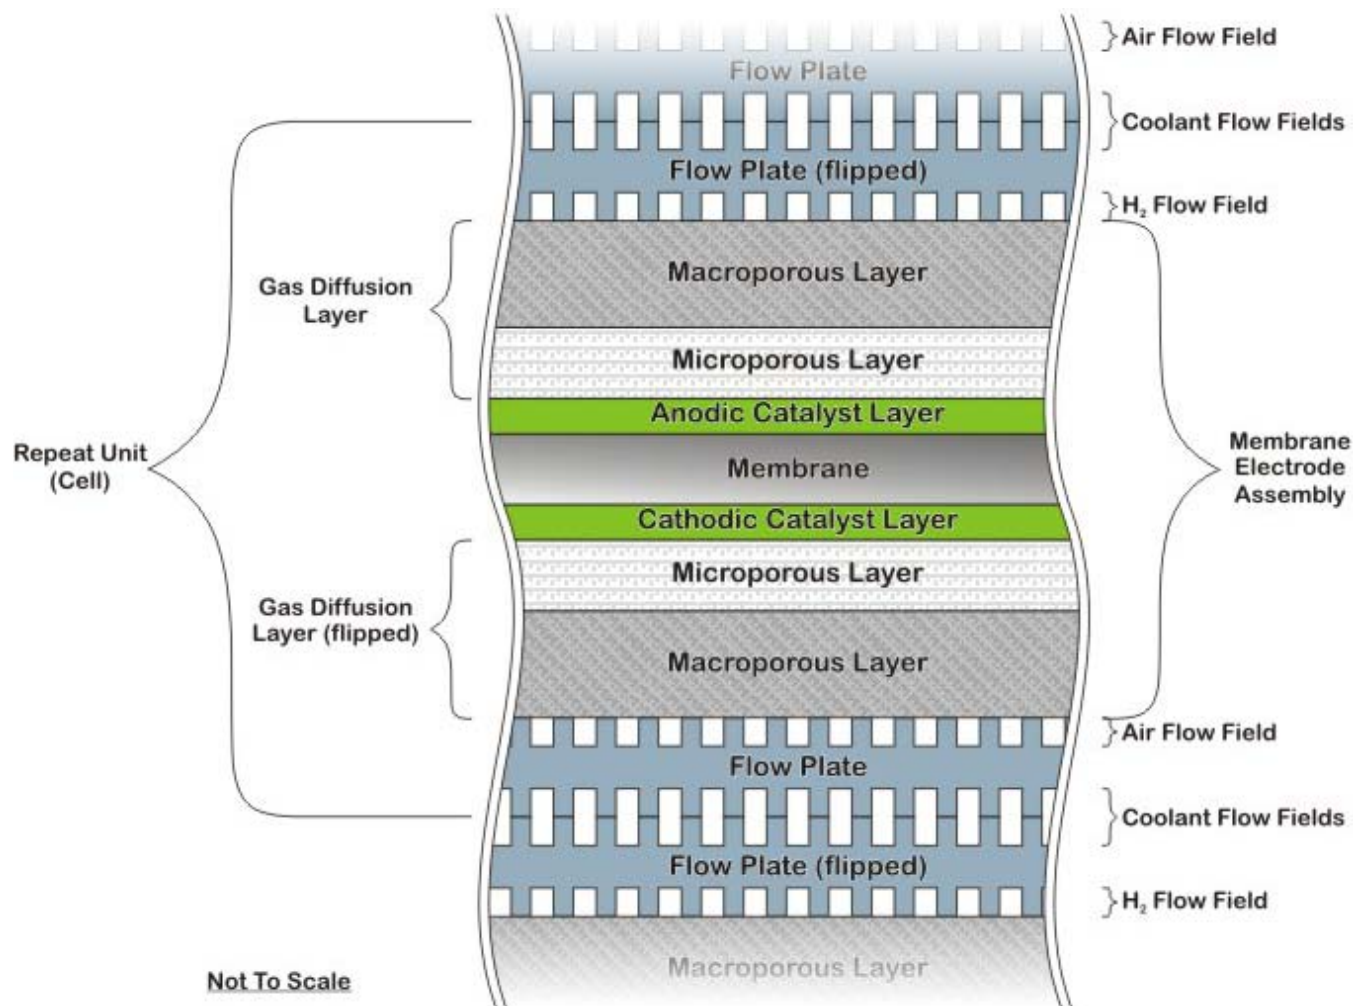 Air Flow Field
Flow Plate
Coolant Flow Fields
Flow Plate (flipped)
H₂ Flow Field
Macroporous Layer
Gas Diffusion
Layer
Microporous Layer
Anodic Catalyst Layer
Repeat Unit
(Cell)
Membrane
Membrane
Electrode
Assembly
Cathodic Catalyst Layer
Microporous Layer
Gas Diffusion
Layer (flipped)
Macroporous Layer
Air Flow Field
Flow Plate
Coolant Flow Fields
Flow Plate (flipped)
H₂ Flow Field
Macroporous Layer
Not To Scale